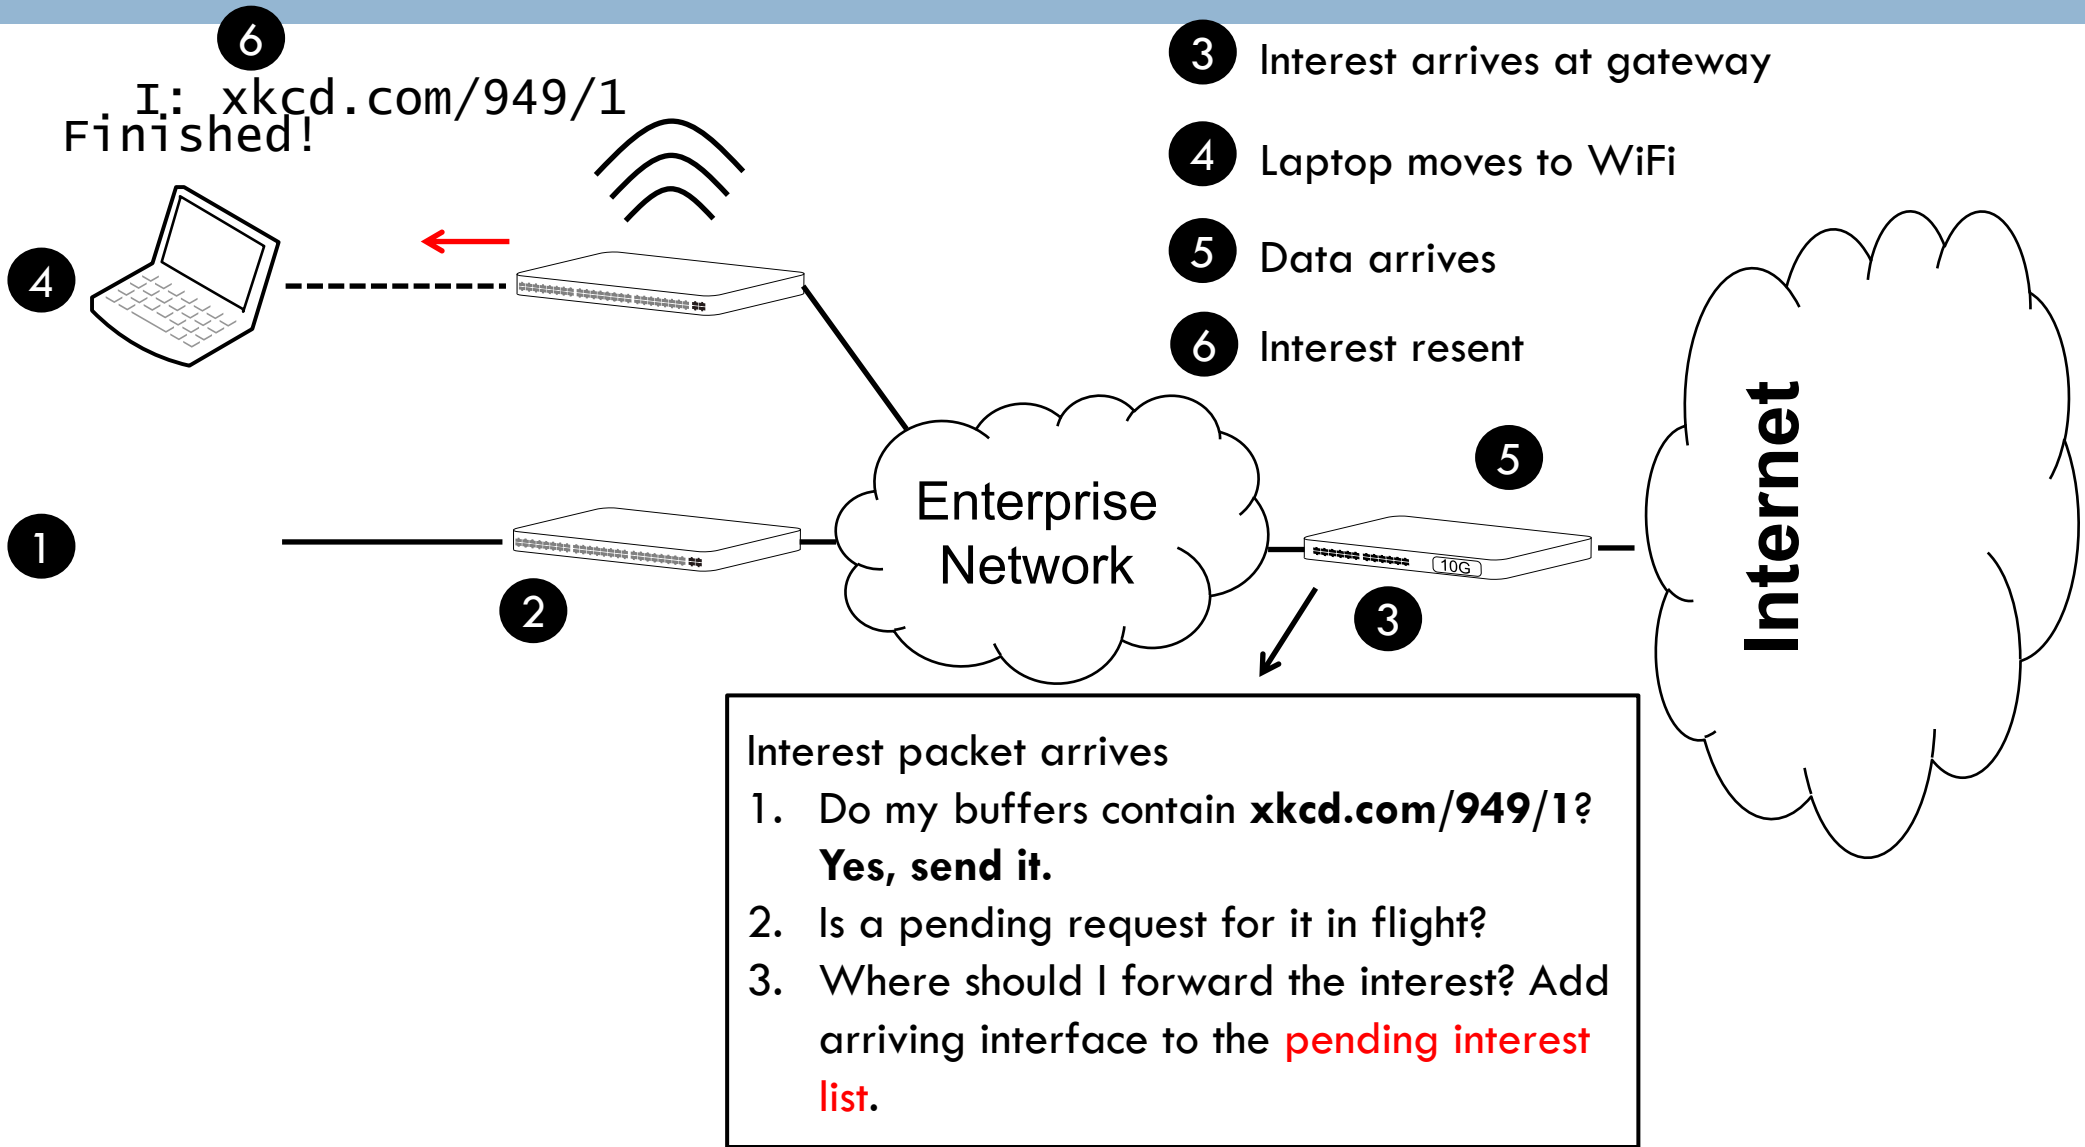 6
I: xkcd.com/949/1
Finished!
3 Interest arrives at gateway
4 Laptop moves to WiFi
5 Data arrives
6 Interest resent
4
1
2
Enterprise
Network
5
10G
3
Internet
Interest packet arrives
1. Do my buffers contain xkcd.com/949/1?
Yes, send it.
2. Is a pending request for it in flight?
3. Where should I forward the interest? Add
arriving interface to the pending interest
list.